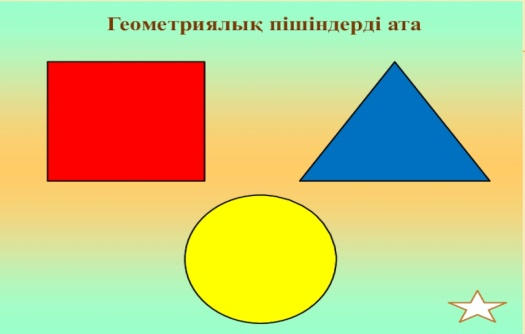 Геометриялық пішіндерді ата